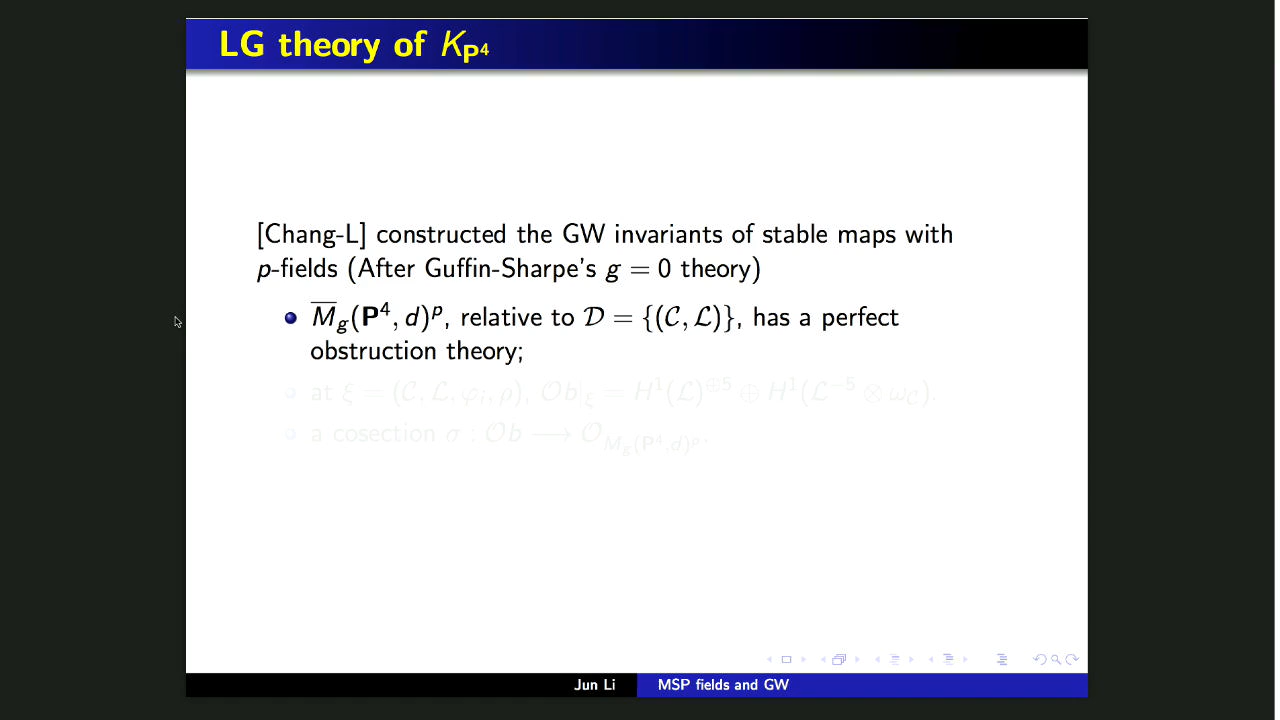 LG theory of K_{P^4}
[Chang-L] constructed the GW invariants of stable maps with
p-fields (After Guffin-Sharpe's g = 0 theory)
M̅_g(P^4, d)^p, relative to 𝒟 = {(𝒞, ℒ)}, has a perfect
obstruction theory;
at ξ = (𝒞, ℒ, φ_i, ρ), 𝒪b|_ξ = H^1(ℒ)^{⊕5} ⊕ H^1(ℒ^{-5} ⊗ ω_𝒞).
a cosection σ : 𝒪b ⟶ 𝒪_{M̅_g(P^4,d)^p}.
Jun Li
MSP fields and GW